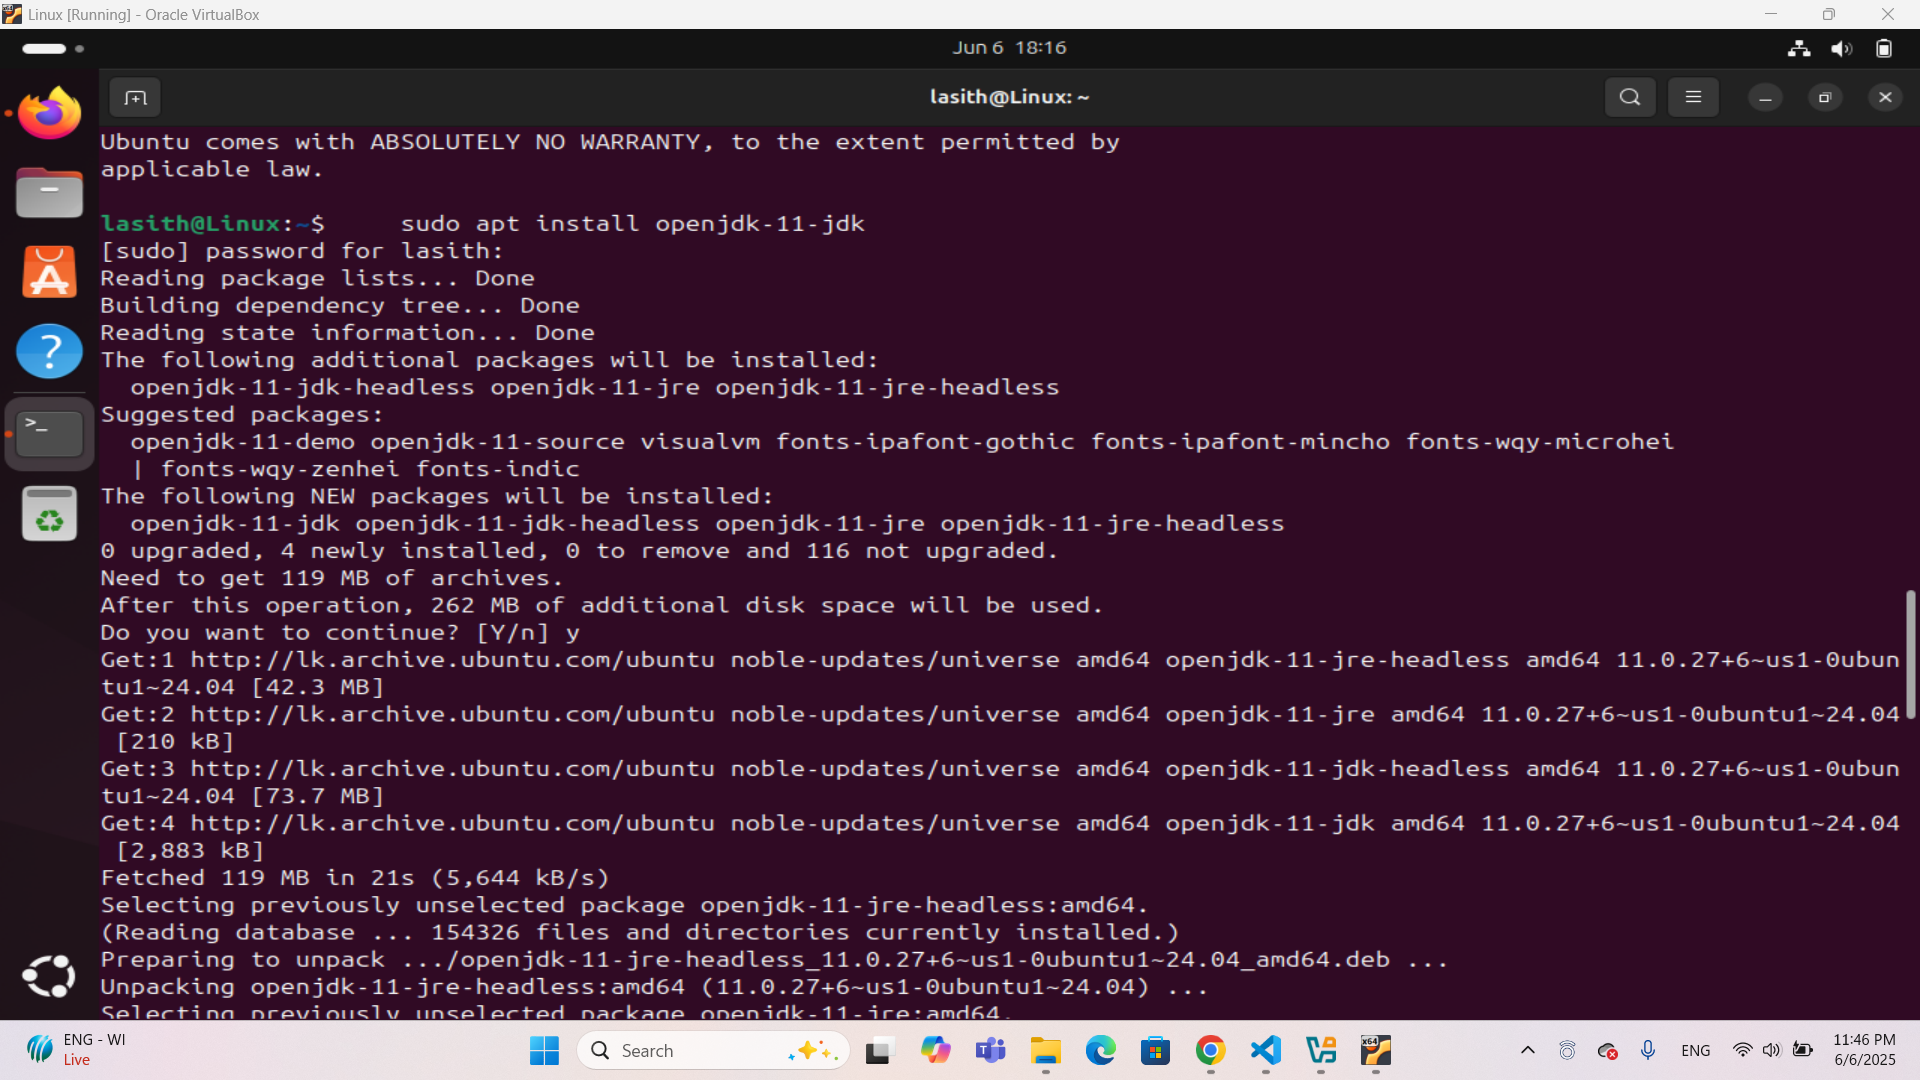 Linux [Running] - Oracle VirtualBox
Jun 6 18:16
lasith@Linux: ~
Ubuntu comes with ABSOLUTELY NO WARRANTY, to the extent permitted by
applicable law.
lasith@Linux:~$     sudo apt install openjdk-11-jdk
[sudo] password for lasith:
Reading package lists... Done
Building dependency tree... Done
Reading state information... Done
The following additional packages will be installed:
  openjdk-11-jdk-headless openjdk-11-jre openjdk-11-jre-headless
Suggested packages:
  openjdk-11-demo openjdk-11-source visualvm fonts-ipafont-gothic fonts-ipafont-mincho fonts-wqy-microhei
  | fonts-wqy-zenhei fonts-indic
The following NEW packages will be installed:
  openjdk-11-jdk openjdk-11-jdk-headless openjdk-11-jre openjdk-11-jre-headless
0 upgraded, 4 newly installed, 0 to remove and 116 not upgraded.
Need to get 119 MB of archives.
After this operation, 262 MB of additional disk space will be used.
Do you want to continue? [Y/n] y
Get:1 http://lk.archive.ubuntu.com/ubuntu noble-updates/universe amd64 openjdk-11-jre-headless amd64 11.0.27+6~us1-0ubun
tu1~24.04 [42.3 MB]
Get:2 http://lk.archive.ubuntu.com/ubuntu noble-updates/universe amd64 openjdk-11-jre amd64 11.0.27+6~us1-0ubuntu1~24.04
 [210 kB]
Get:3 http://lk.archive.ubuntu.com/ubuntu noble-updates/universe amd64 openjdk-11-jdk-headless amd64 11.0.27+6~us1-0ubun
tu1~24.04 [73.7 MB]
Get:4 http://lk.archive.ubuntu.com/ubuntu noble-updates/universe amd64 openjdk-11-jdk amd64 11.0.27+6~us1-0ubuntu1~24.04
 [2,883 kB]
Fetched 119 MB in 21s (5,644 kB/s)
Selecting previously unselected package openjdk-11-jre-headless:amd64.
(Reading database ... 154326 files and directories currently installed.)
Preparing to unpack .../openjdk-11-jre-headless_11.0.27+6~us1-0ubuntu1~24.04_amd64.deb ...
Unpacking openjdk-11-jre-headless:amd64 (11.0.27+6~us1-0ubuntu1~24.04) ...
Selecting previously unselected package openjdk-11-jre:amd64.
ENG - WI
Live
Search
x64
ENG
11:46 PM
6/6/2025